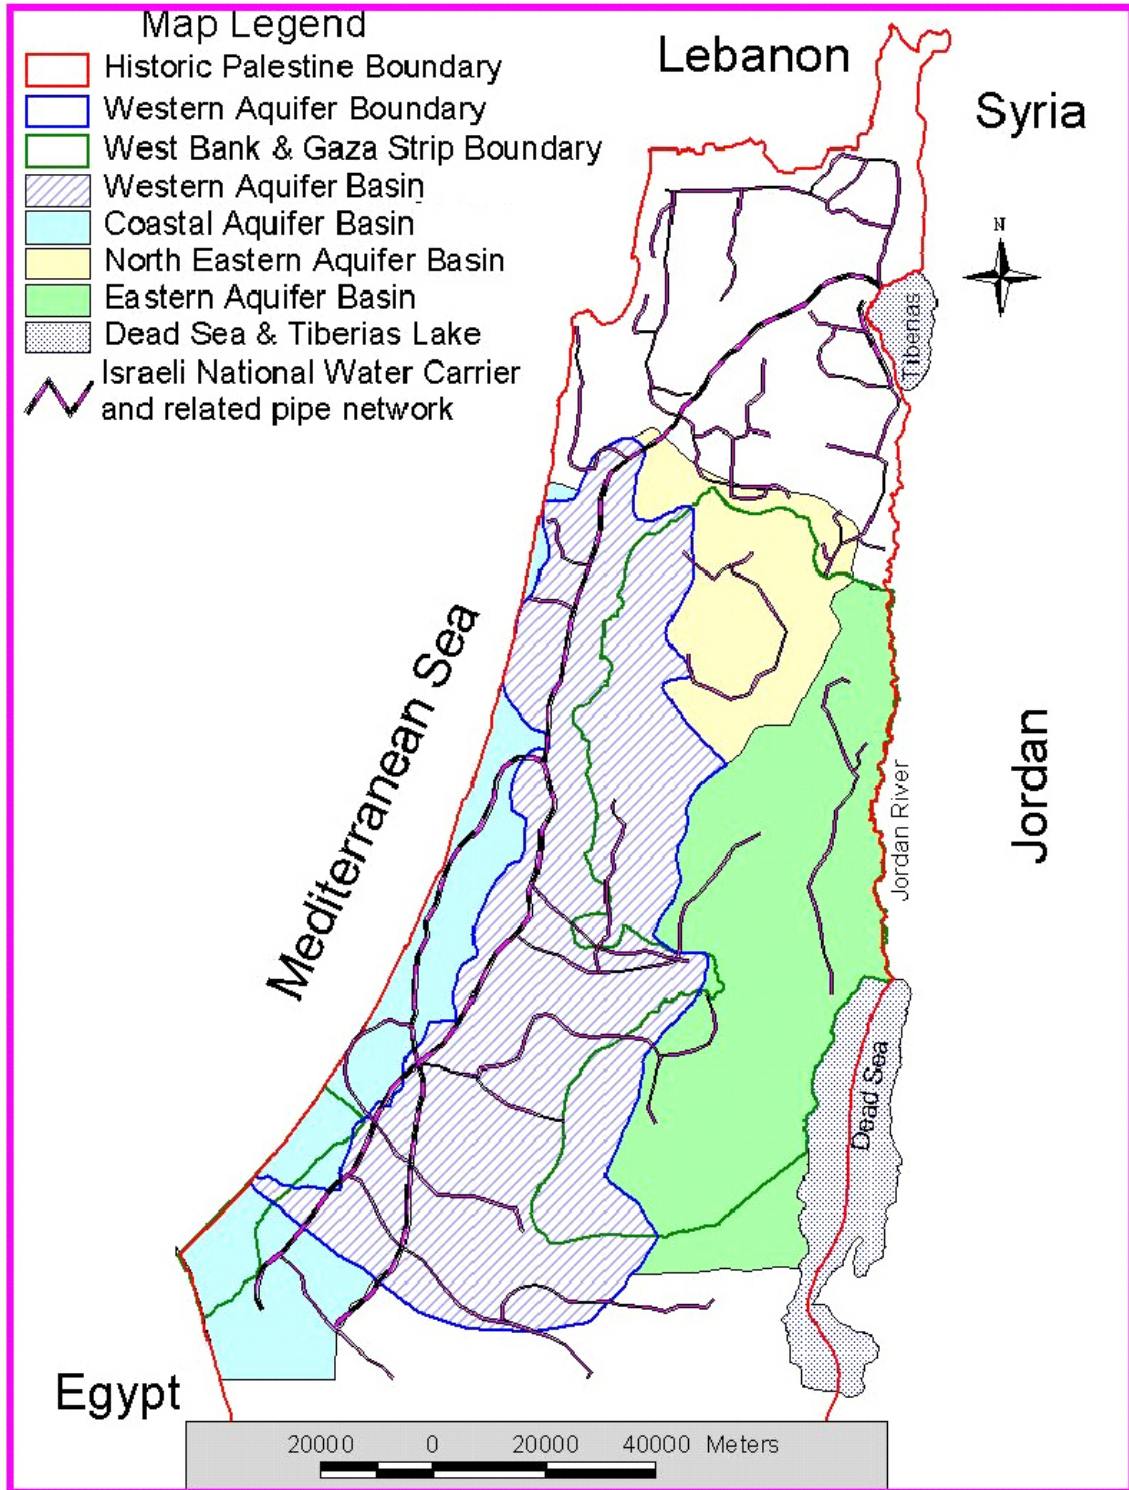 Map Legend
Historic Palestine Boundary
Western Aquifer Boundary
West Bank & Gaza Strip Boundary
Western Aquifer Basin
Coastal Aquifer Basin
North Eastern Aquifer Basin
Eastern Aquifer Basin
Dead Sea & Tiberias Lake
Israeli National Water Carrier
and related pipe network
Lebanon
Syria
N
Tiberias
Mediterranean Sea
Jordan
Jordan River
Dead Sea
Egypt
20000 0 20000 40000 Meters